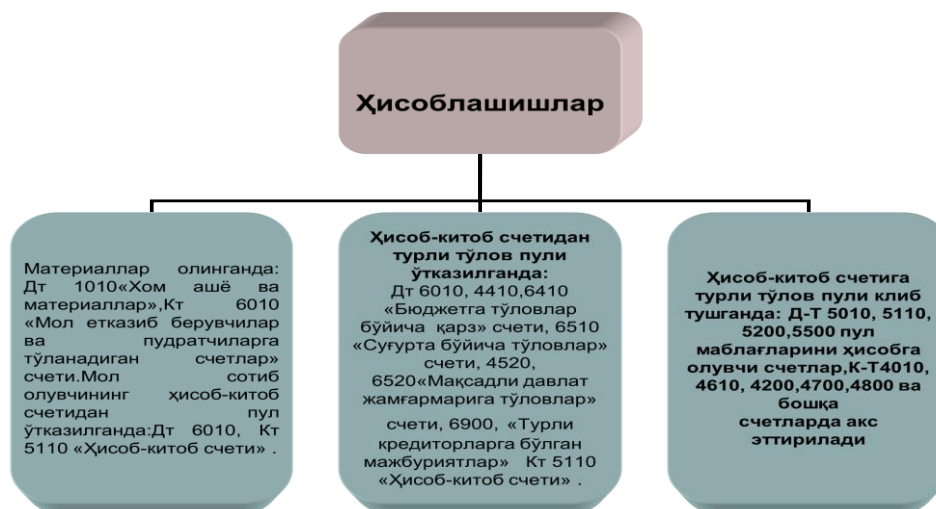 Ҳисоблашишлар
Материаллар олинганда:
Дт 1010«Хом ашё ва
материаллар»,Кт 6010
«Мол етказиб берувчилар
ва пудратчиларга
тўланадиган счетлар»
счети.Мол сотиб
олувчининг ҳисоб-китоб
счетидан пул
ўтказилганда:Дт 6010, Кт
5110 «Ҳисоб-китоб счети» .
Ҳисоб-китоб счетидан
турли тўлов пули
ўтказилганда:
Дт 6010, 4410,6410
«Бюджетга тўловлар
бўйича қарз» счети, 6510
«Суғурта бўйича тўловлар»
счети, 4520,
6520«Мақсадли давлат
жамғармарига тўловлар»
счети, 6900, «Турли
кредиторларга бўлган
мажбуриятлар» Кт 5110
«Ҳисоб-китоб счети» .
Ҳисоб-китоб счетига
турли тўлов пули клиб
тушганда: Д-Т 5010, 5110,
5200,5500 пул
маблағларини ҳисобга
олувчи счетлар,К-Т4010,
4610, 4200,4700,4800 ва
бошқа
счетларда акс
эттирилади